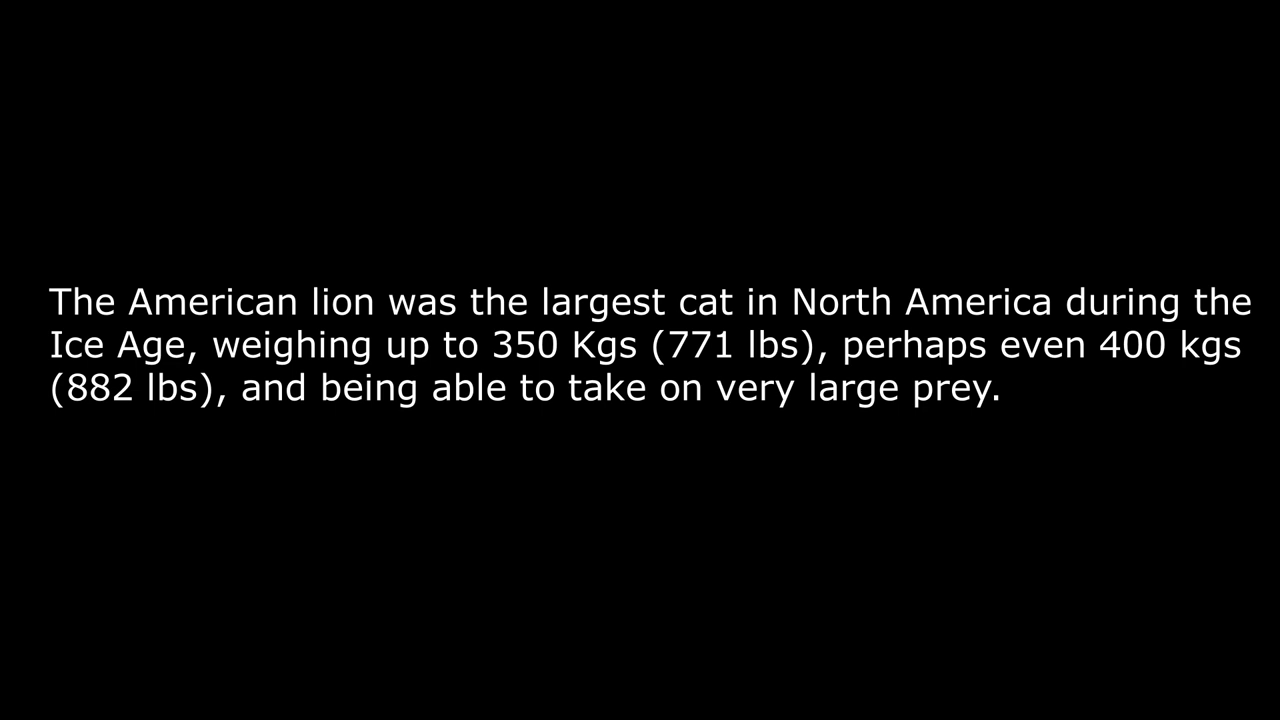 The American lion was the largest cat in North America during the
Ice Age, weighing up to 350 Kgs (771 lbs), perhaps even 400 kgs
(882 lbs), and being able to take on very large prey.